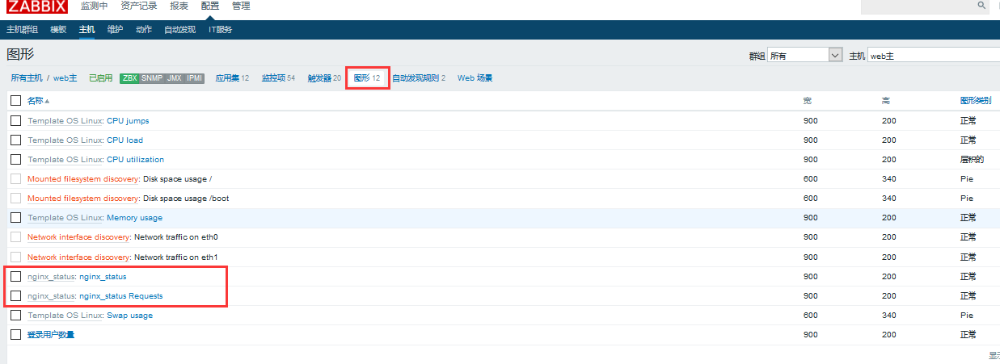 ZABBIX 监测中 资产记录 报表 配置 管理
主机群组 模板 主机 维护 动作 自动发现 IT服务
图形 群组 所有 主机 web主
所有主机 / web主 已启用 ZBX SNMP JMX IPMI 应用集 12 监控项 54 触发器 20 图形 12 自动发现规则 2 Web 场景
名称 宽 高 图形类别
Template OS Linux: CPU jumps 900 200 正常
Template OS Linux: CPU load 900 200 正常
Template OS Linux: CPU utilization 900 200 层积的
Mounted filesystem discovery: Disk space usage / 600 340 Pie
Mounted filesystem discovery: Disk space usage /boot 600 340 Pie
Template OS Linux: Memory usage 900 200 正常
Network interface discovery: Network traffic on eth0 900 200 正常
Network interface discovery: Network traffic on eth1 900 200 正常
nginx_status: nginx_status 900 200 正常
nginx_status: nginx_status Requests 900 200 正常
Template OS Linux: Swap usage 600 340 Pie
登录用户数量 900 200 正常
显